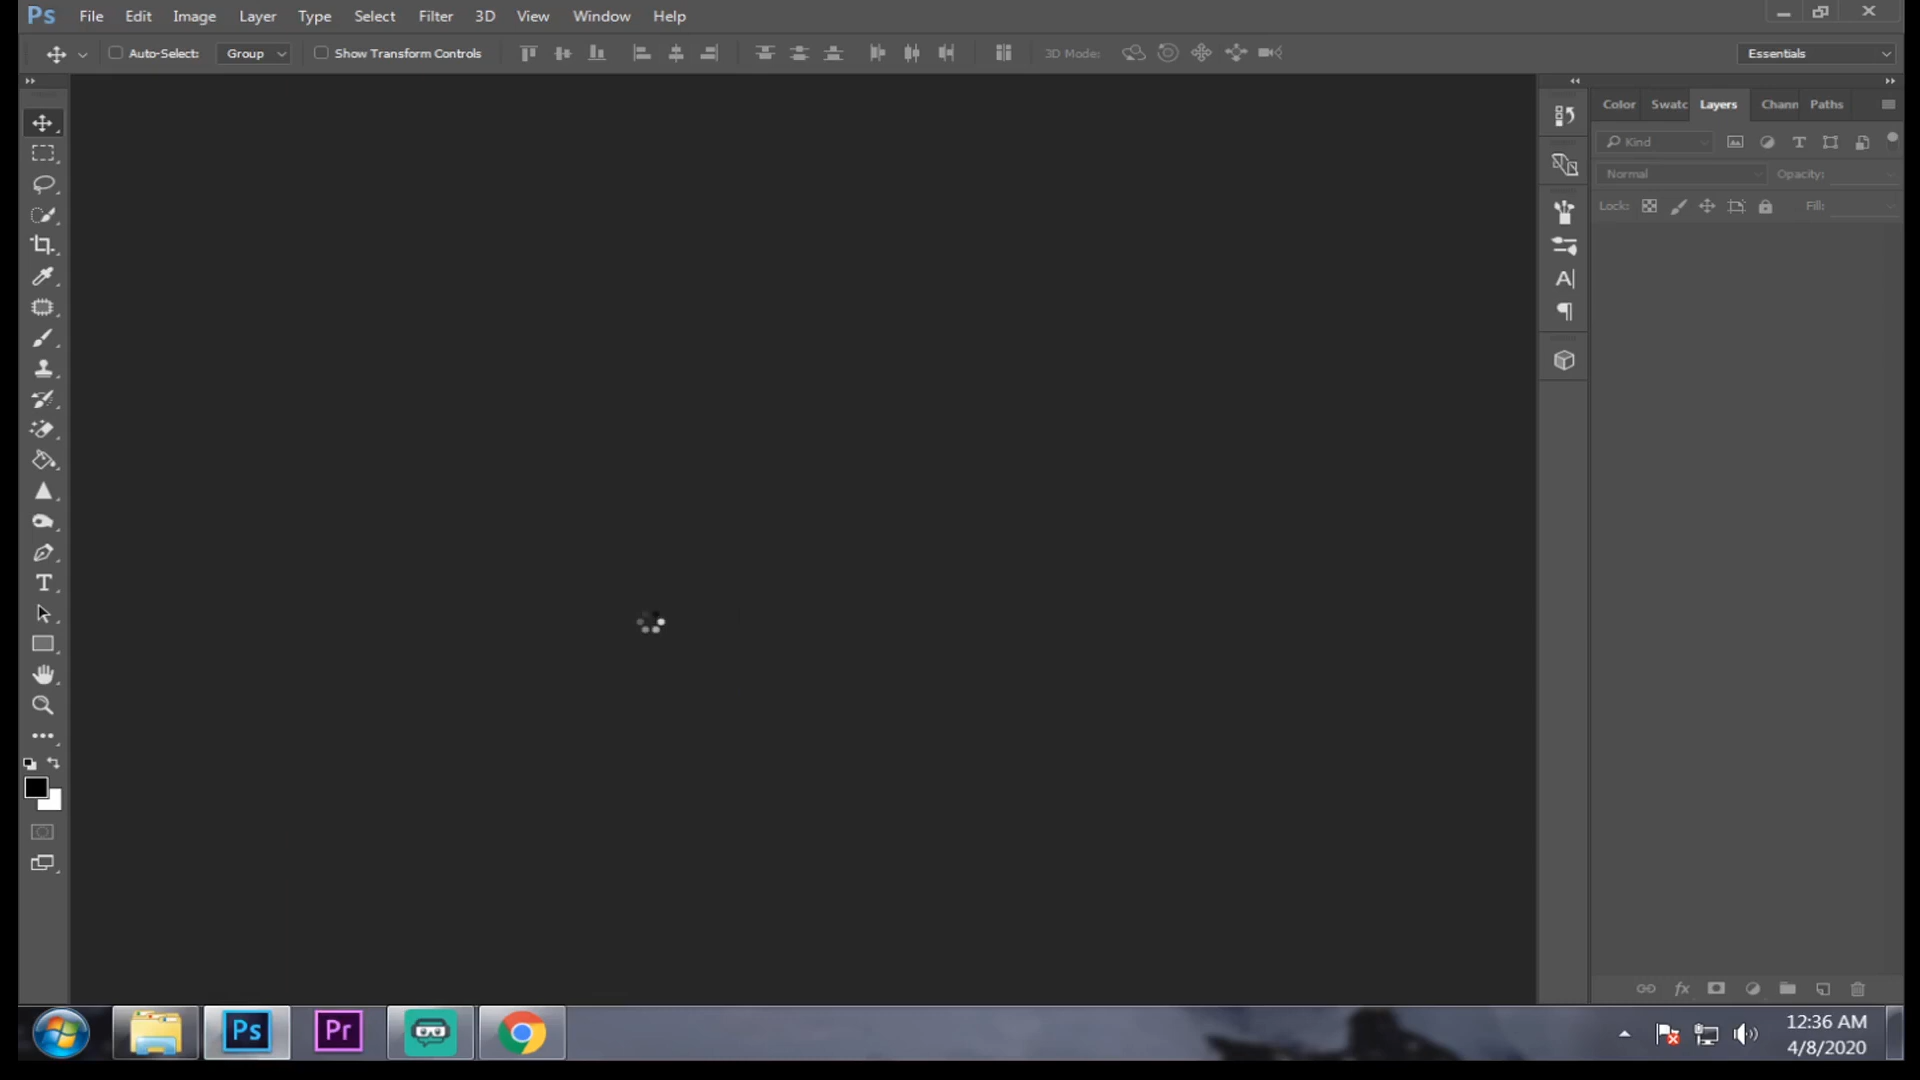 Ps File Edit Image Layer Type Select Filter 3D View Window Help
Auto-Select: Group Show Transform Controls 3D Mode: Essentials
Color Swatc Layers Chann Paths
Kind
Normal Opacity:
Lock: Fill:
Ps Pr
12:36 AM
4/8/2020